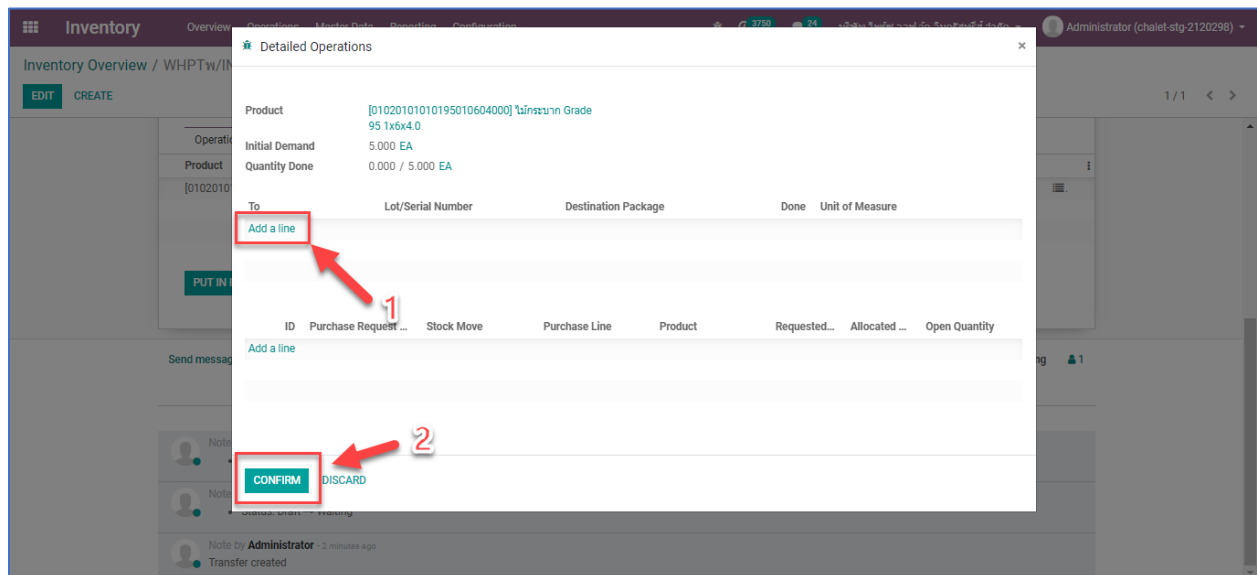 Inventory
Overview Operations Master Data Reporting Configuration
3750 24
Administrator (chalet-stg-2120298)
Inventory Overview / WHPTพ/IN
EDIT CREATE
1 / 1
Detailed Operations
×
Product
[01020101010195010604000] ไม้กระบาก Grade
95 1x6x4.0
Initial Demand 5.000 EA
Quantity Done 0.000 / 5.000 EA
Product
[0102010
To Lot/Serial Number Destination Package Done Unit of Measure
Add a line
PUT IN
1
ID Purchase Request ... Stock Move Purchase Line Product Requested... Allocated ... Open Quantity
Add a line
Send messag
1
Note
2
CONFIRM DISCARD
Note
Status: Draft → Waiting
Note by Administrator - 2 minutes ago
Transfer created